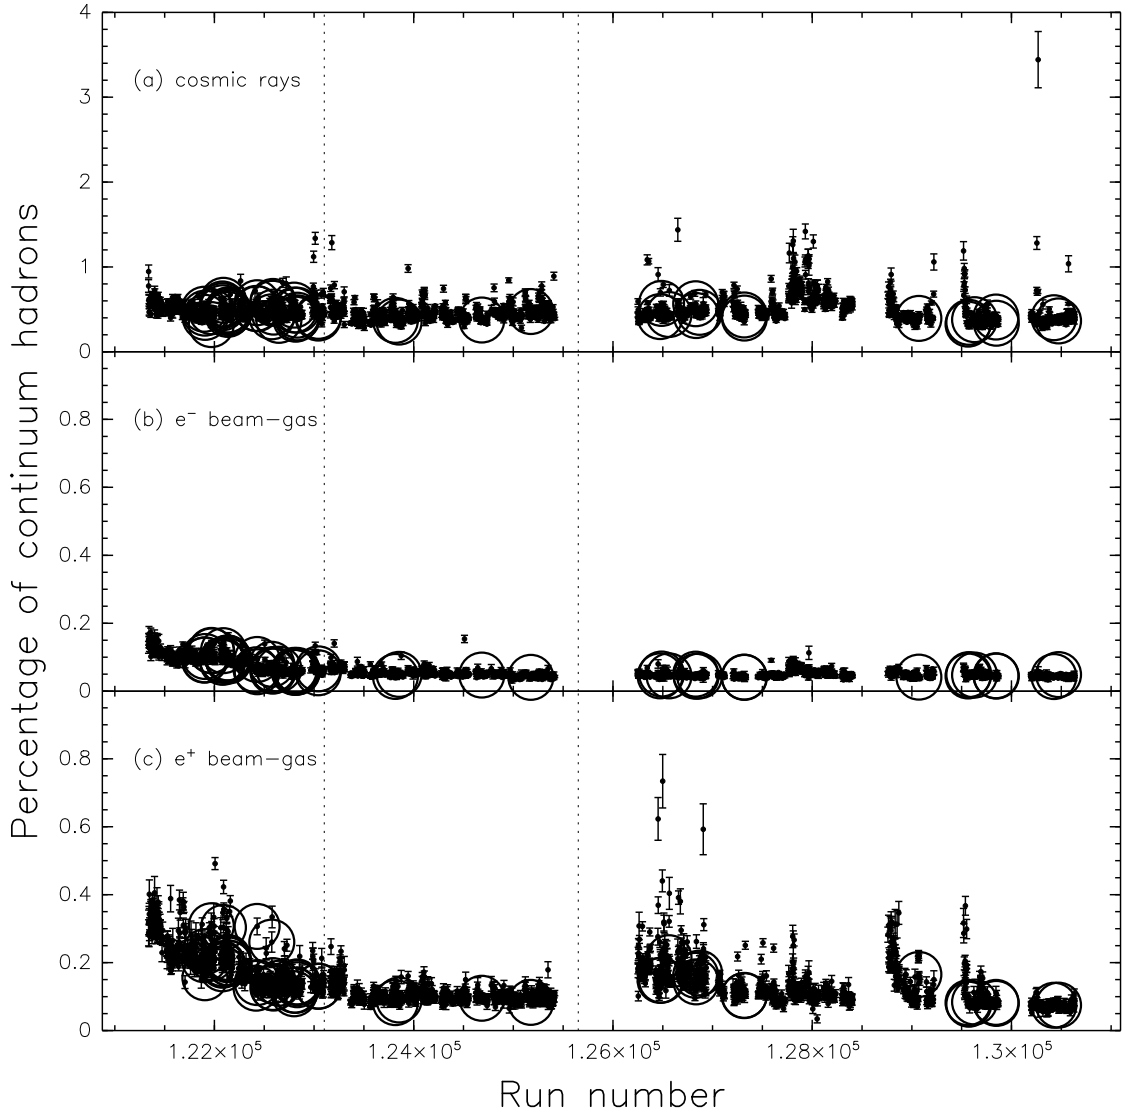 Percentage of continuum hadrons
4
(a) cosmic rays
3
2
1
0
(b) e⁻ beam-gas
0.8
0.6
0.4
0.2
0
(c) e⁺ beam-gas
0.8
0.6
0.4
0.2
0
1.22×10⁵ 1.24×10⁵ 1.26×10⁵ 1.28×10⁵ 1.3×10⁵
Run number